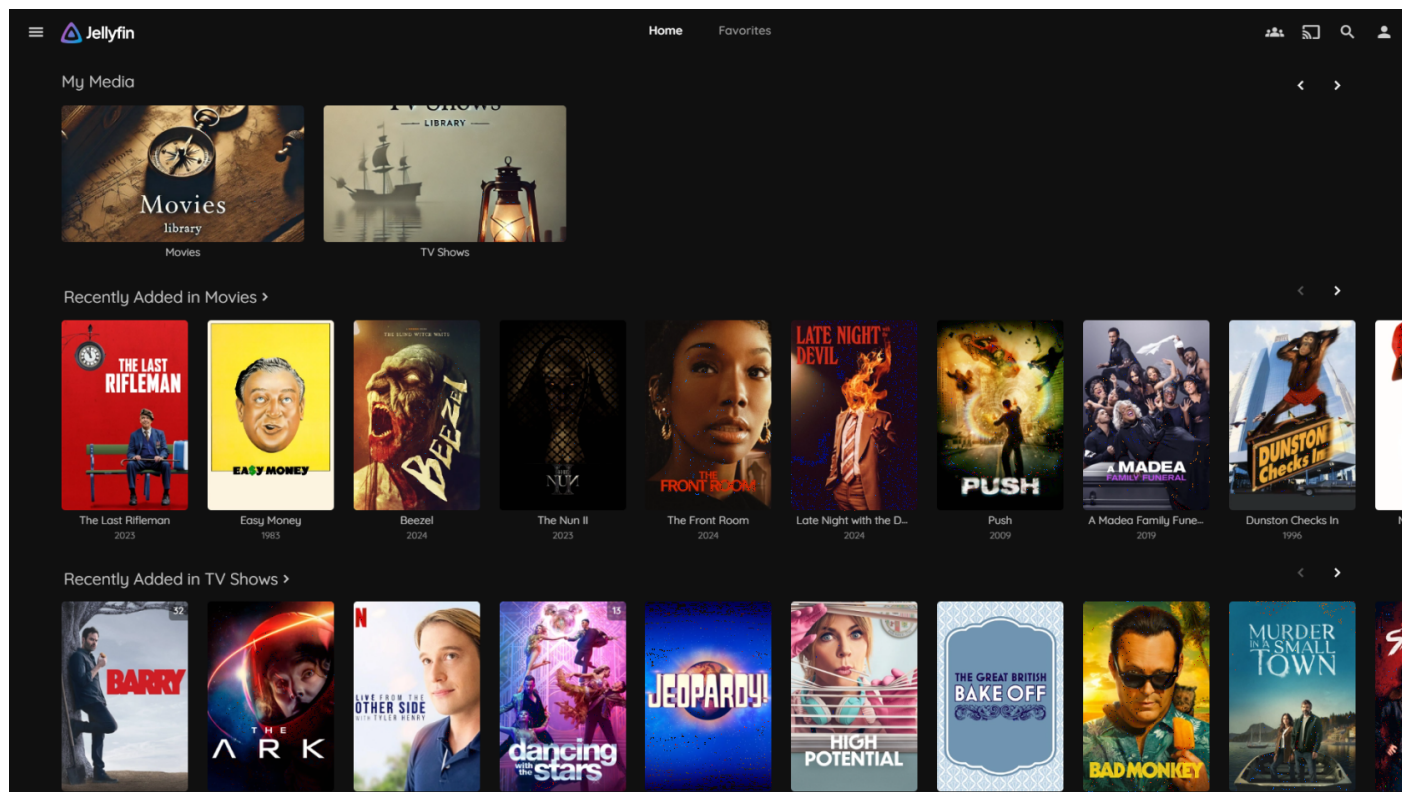 Jellyfin
Home
Favorites
My Media
Movies
library
TV Shows
LIBRARY
Movies
TV Shows
Recently Added in Movies
THE LAST
RIFLEMAN
EA$Y MONEY
BEEZEL
THE
NUN
II
THE
FRONT ROOM
LATE NIGHT with the
DEVIL
PUSH
A MADEA
FAMILY FUNERAL
DUNSTON
Checks In
The Last Rifleman
Easy Money
Beezel
The Nun II
The Front Room
Late Night with the D...
Push
A Madea Family Fune...
Dunston Checks In
2023
1983
2024
2023
2024
2024
2009
2019
1996
Recently Added in TV Shows
32
BARRY
THE
ARK
N
LIVE FROM THE
OTHER SIDE
WITH TYLER HENRY
13
dancing
with the stars
JEOPARDY!
HIGH
POTENTIAL
THE GREAT BRITISH
BAKE OFF
BAD MONKEY
MURDER
IN A SMALL
TOWN